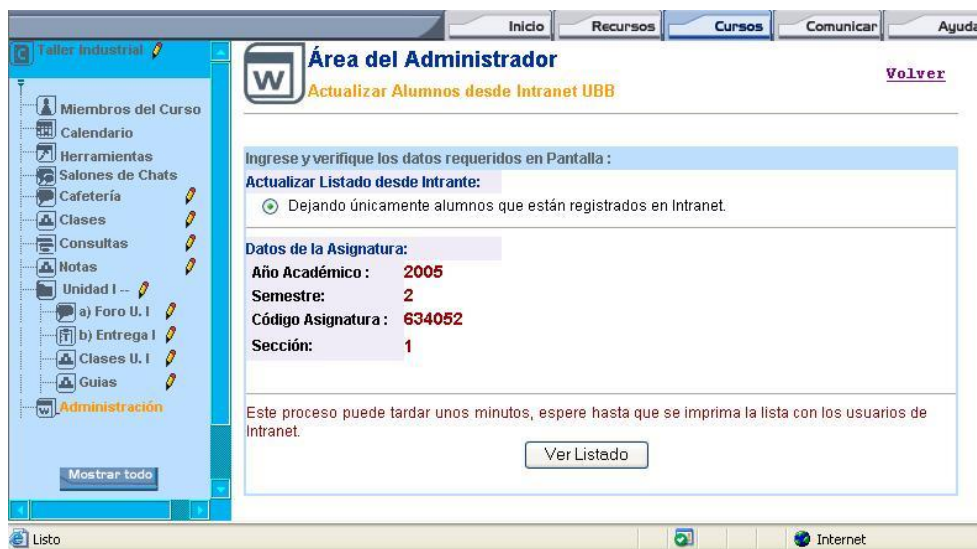 Inicio Recursos Cursos Comunicar Ayuda
Taller Industrial
Miembros del Curso
Calendario
Herramientas
Salones de Chats
Cafetería
Clases
Consultas
Notas
Unidad I --
a) Foro U. I
b) Entrega I
Clases U. I
Guias
Administración
Mostrar todo
Área del Administrador
Actualizar Alumnos desde Intranet UBB
Volver
Ingrese y verifique los datos requeridos en Pantalla :
Actualizar Listado desde Intrante:
Dejando únicamente alumnos que están registrados en Intranet.
Datos de la Asignatura:
Año Académico : 2005
Semestre: 2
Código Asignatura : 634052
Sección: 1
Este proceso puede tardar unos minutos, espere hasta que se imprima la lista con los usuarios de
Intranet.
Ver Listado
Listo Internet